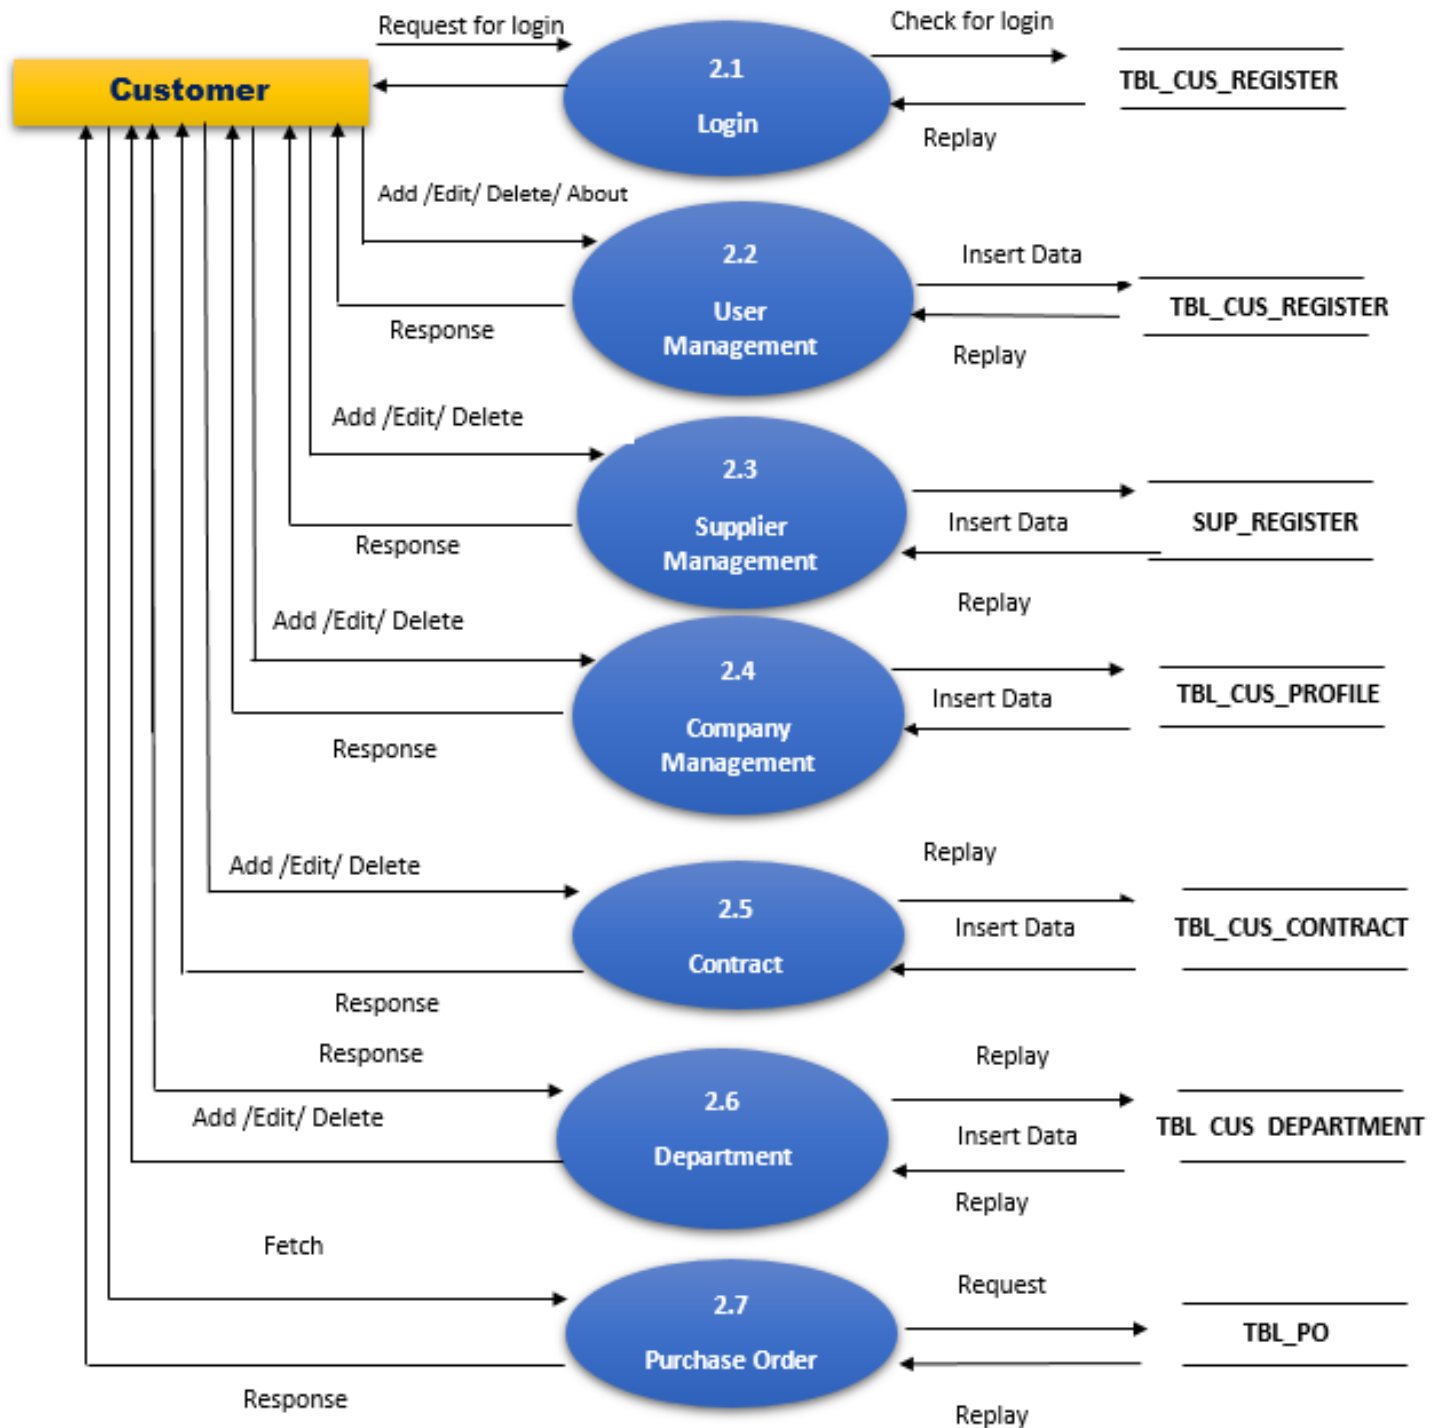 Request for login
Check for login
Customer
2.1
Login
TBL_CUS_REGISTER
Replay
Add /Edit/ Delete/ About
2.2
User
Management
Insert Data
TBL_CUS_REGISTER
Response
Replay
Add /Edit/ Delete
2.3
Supplier
Management
Insert Data
SUP_REGISTER
Response
Replay
Add /Edit/ Delete
2.4
Company
Management
Insert Data
TBL_CUS_PROFILE
Response
Replay
Add /Edit/ Delete
2.5
Contract
Insert Data
TBL_CUS_CONTRACT
Response
Response
Replay
2.6
Department
Add /Edit/ Delete
Insert Data
TBL CUS DEPARTMENT
Replay
Fetch
Request
2.7
Purchase Order
TBL_PO
Response
Replay